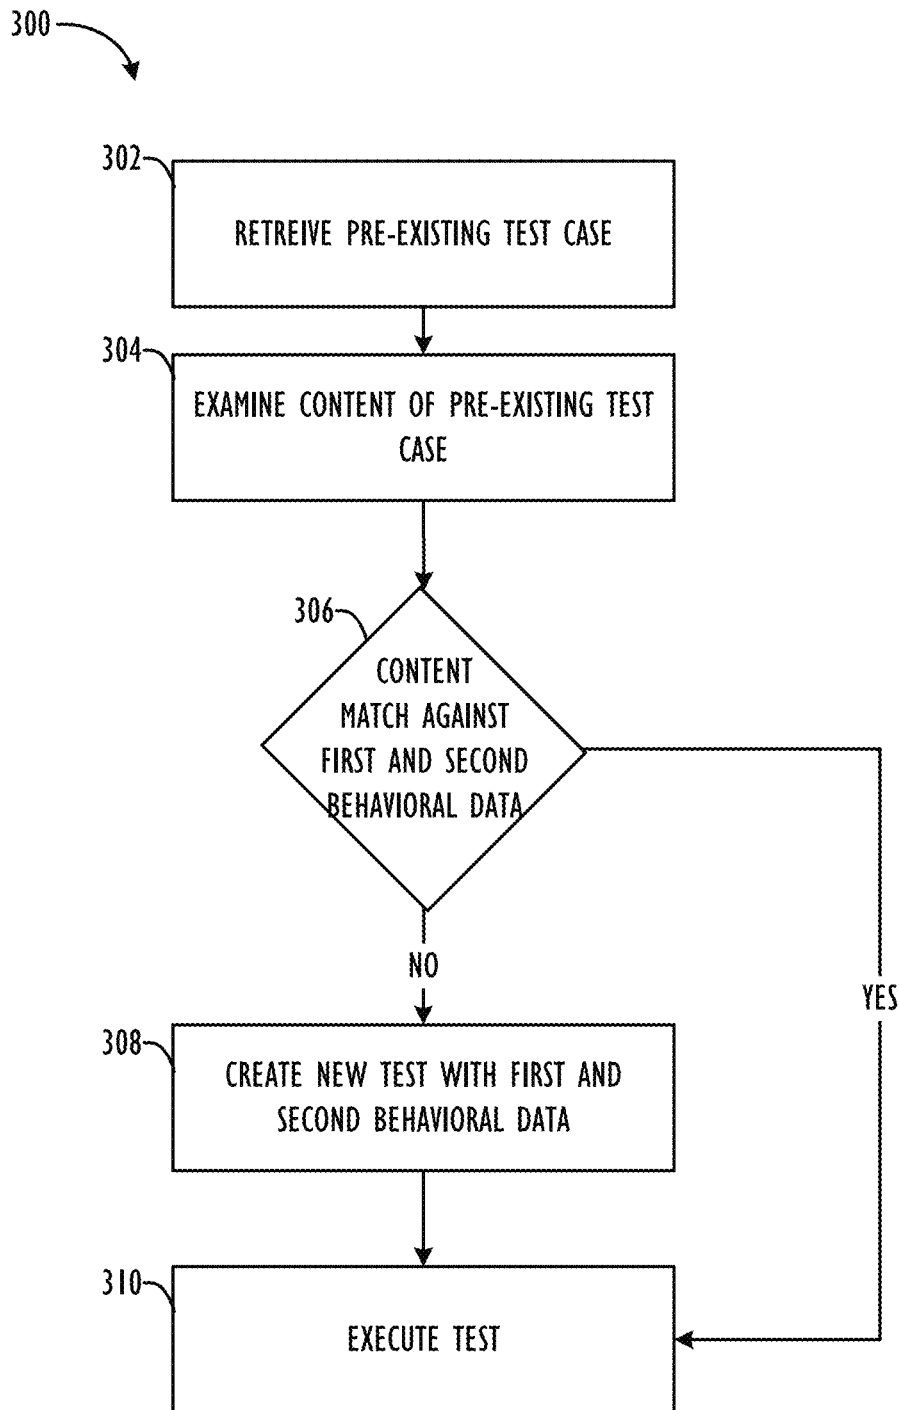 300
302
RETREIVE PRE-EXISTING TEST CASE
304
EXAMINE CONTENT OF PRE-EXISTING TEST
CASE
306
CONTENT
MATCH AGAINST
FIRST AND SECOND
BEHAVIORAL DATA
NO
YES
308
CREATE NEW TEST WITH FIRST AND
SECOND BEHAVIORAL DATA
310
EXECUTE TEST